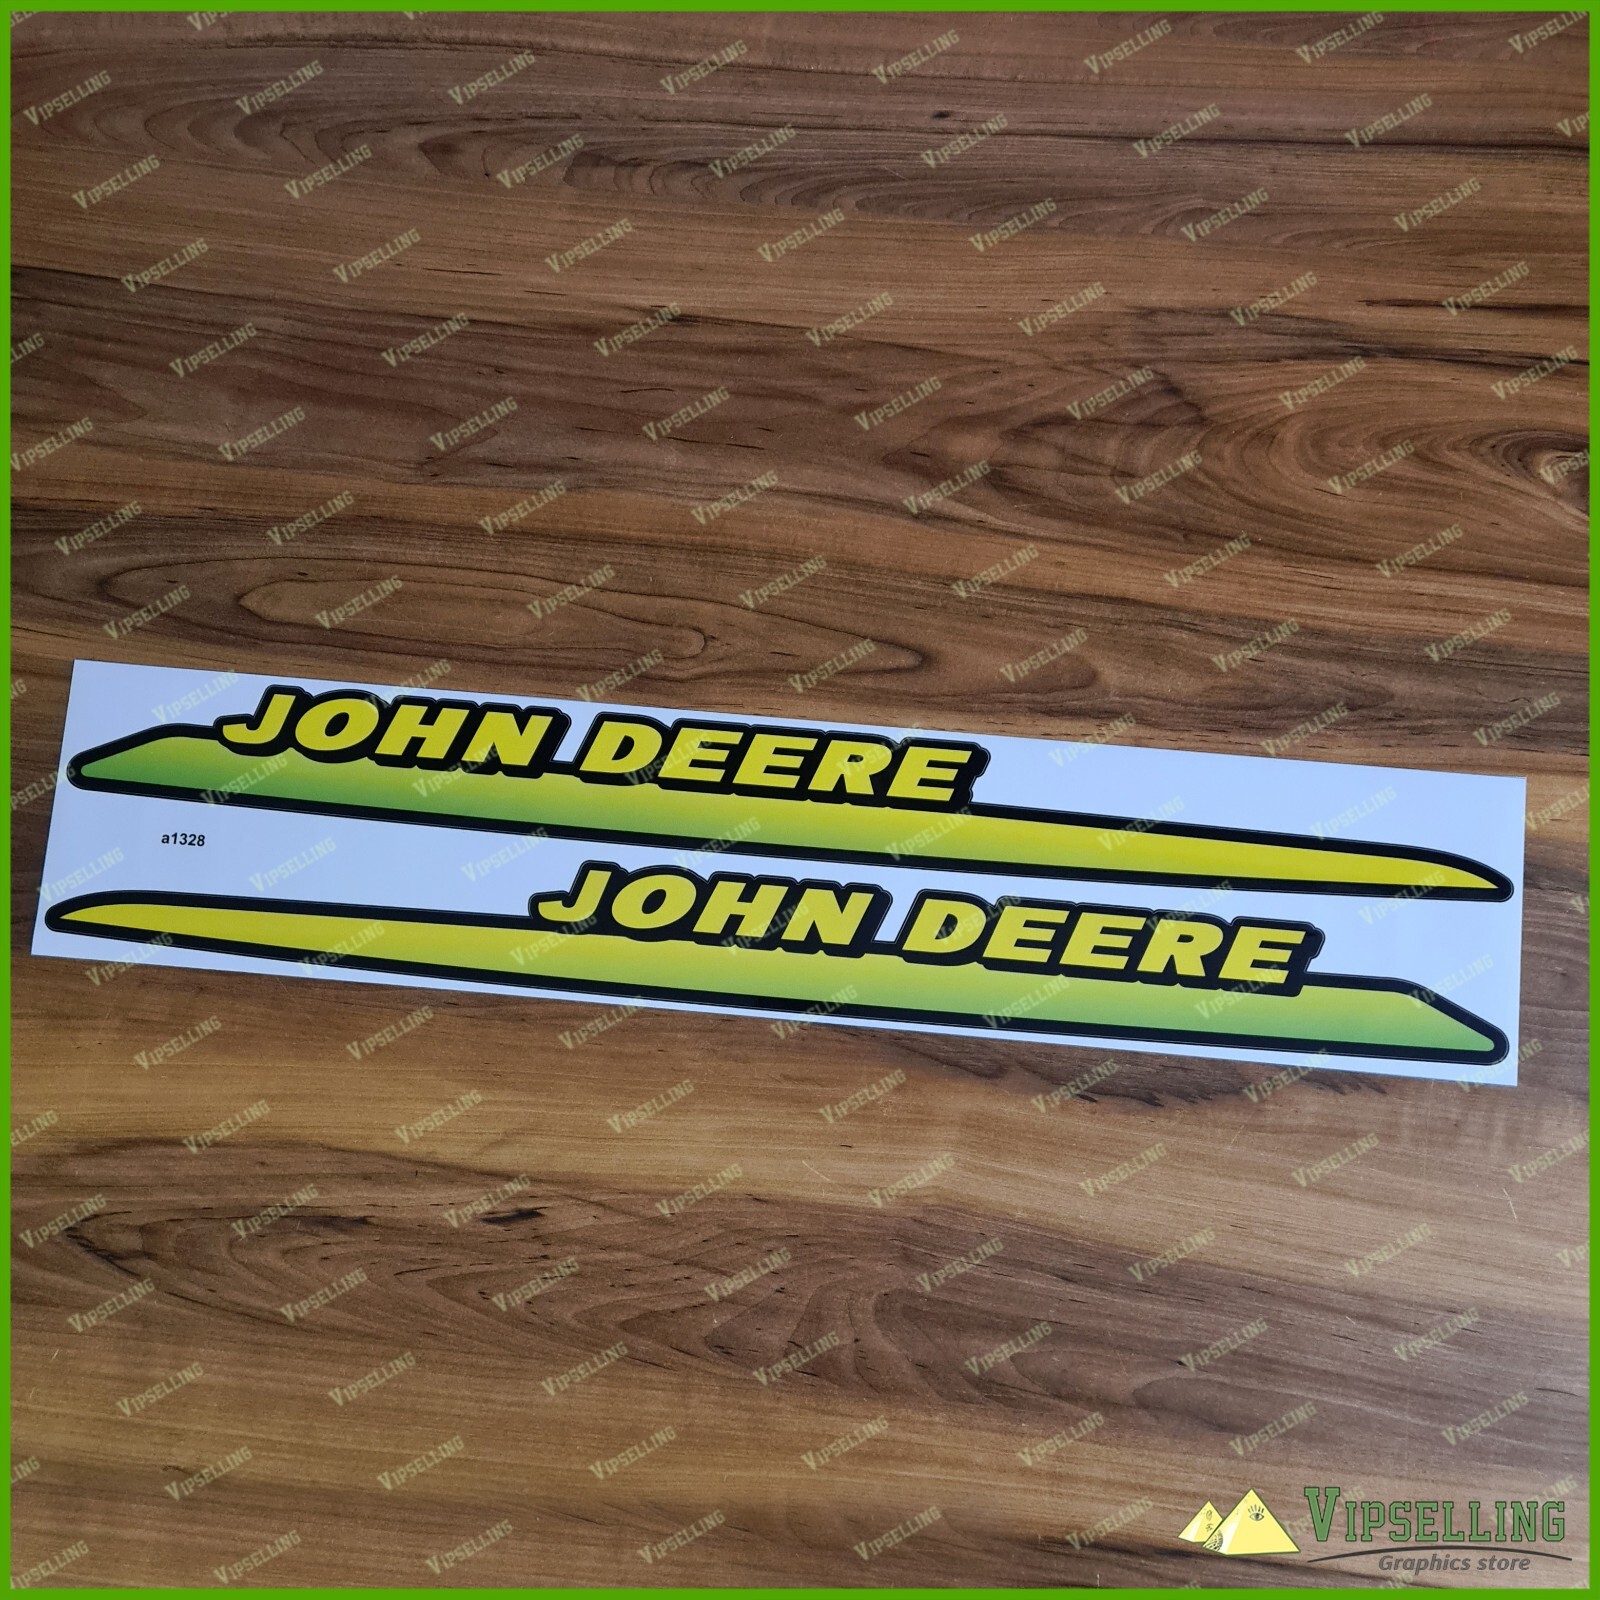 JOHN DEERE
a1328
JOHN DEERE
VIPSELLING
Graphics store